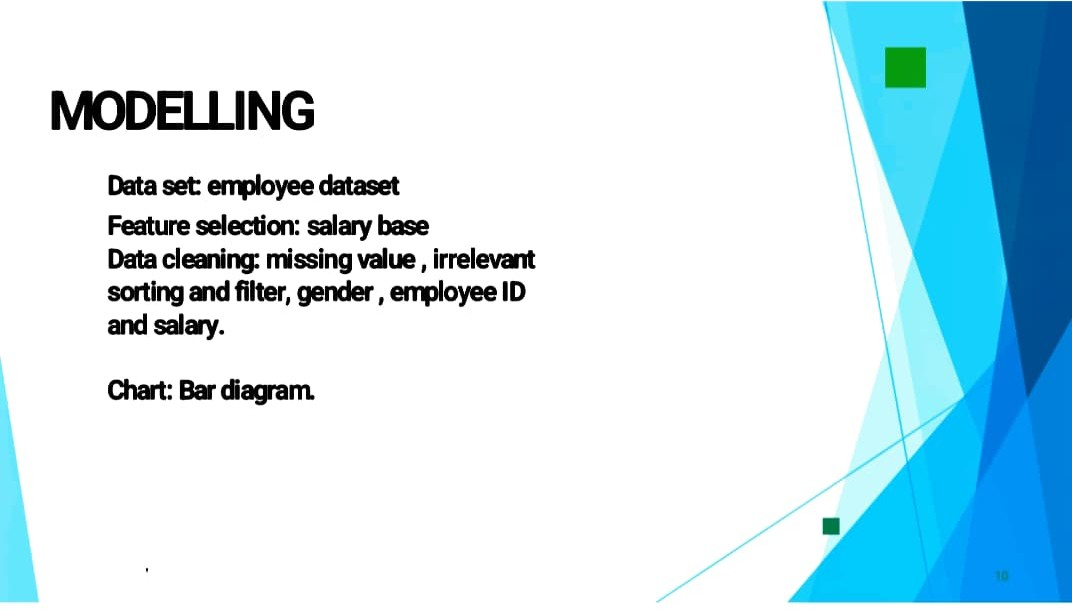 MODELLING
Data set: employee dataset
Feature selection: salary base
Data cleaning: missing value , irrelevant
sorting and filter, gender , employee ID
and salary.
Chart: Bar diagram.
10